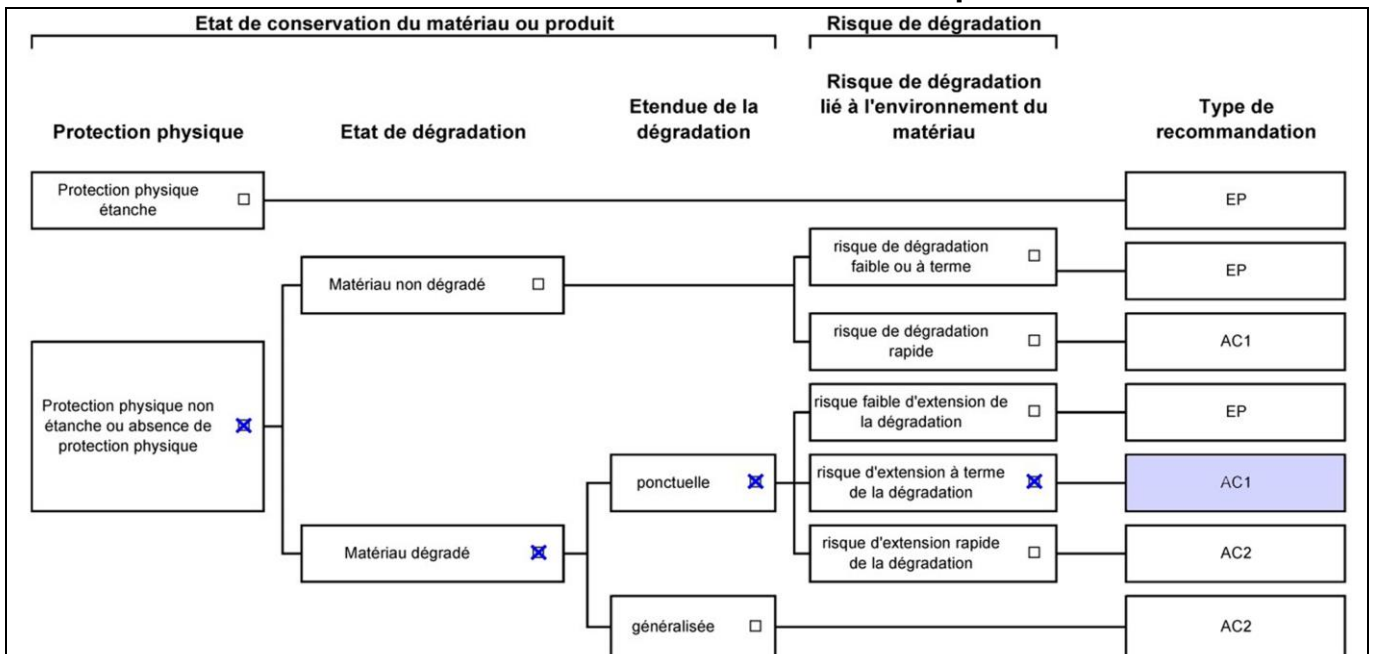 Etat de conservation du matériau ou produit
Risque de dégradation
Protection physique
Etat de dégradation
Etendue de la
dégradation
Risque de dégradation
lié à l'environnement du
matériau
Type de
recommandation
Protection physique
étanche
EP
Matériau non dégradé
risque de dégradation
faible ou à terme
EP
risque de dégradation
rapide
AC1
Protection physique non
étanche ou absence de
protection physique
risque faible d'extension de
la dégradation
EP
ponctuelle
risque d'extension à terme
de la dégradation
AC1
Matériau dégradé
risque d'extension rapide
de la dégradation
AC2
généralisée
AC2